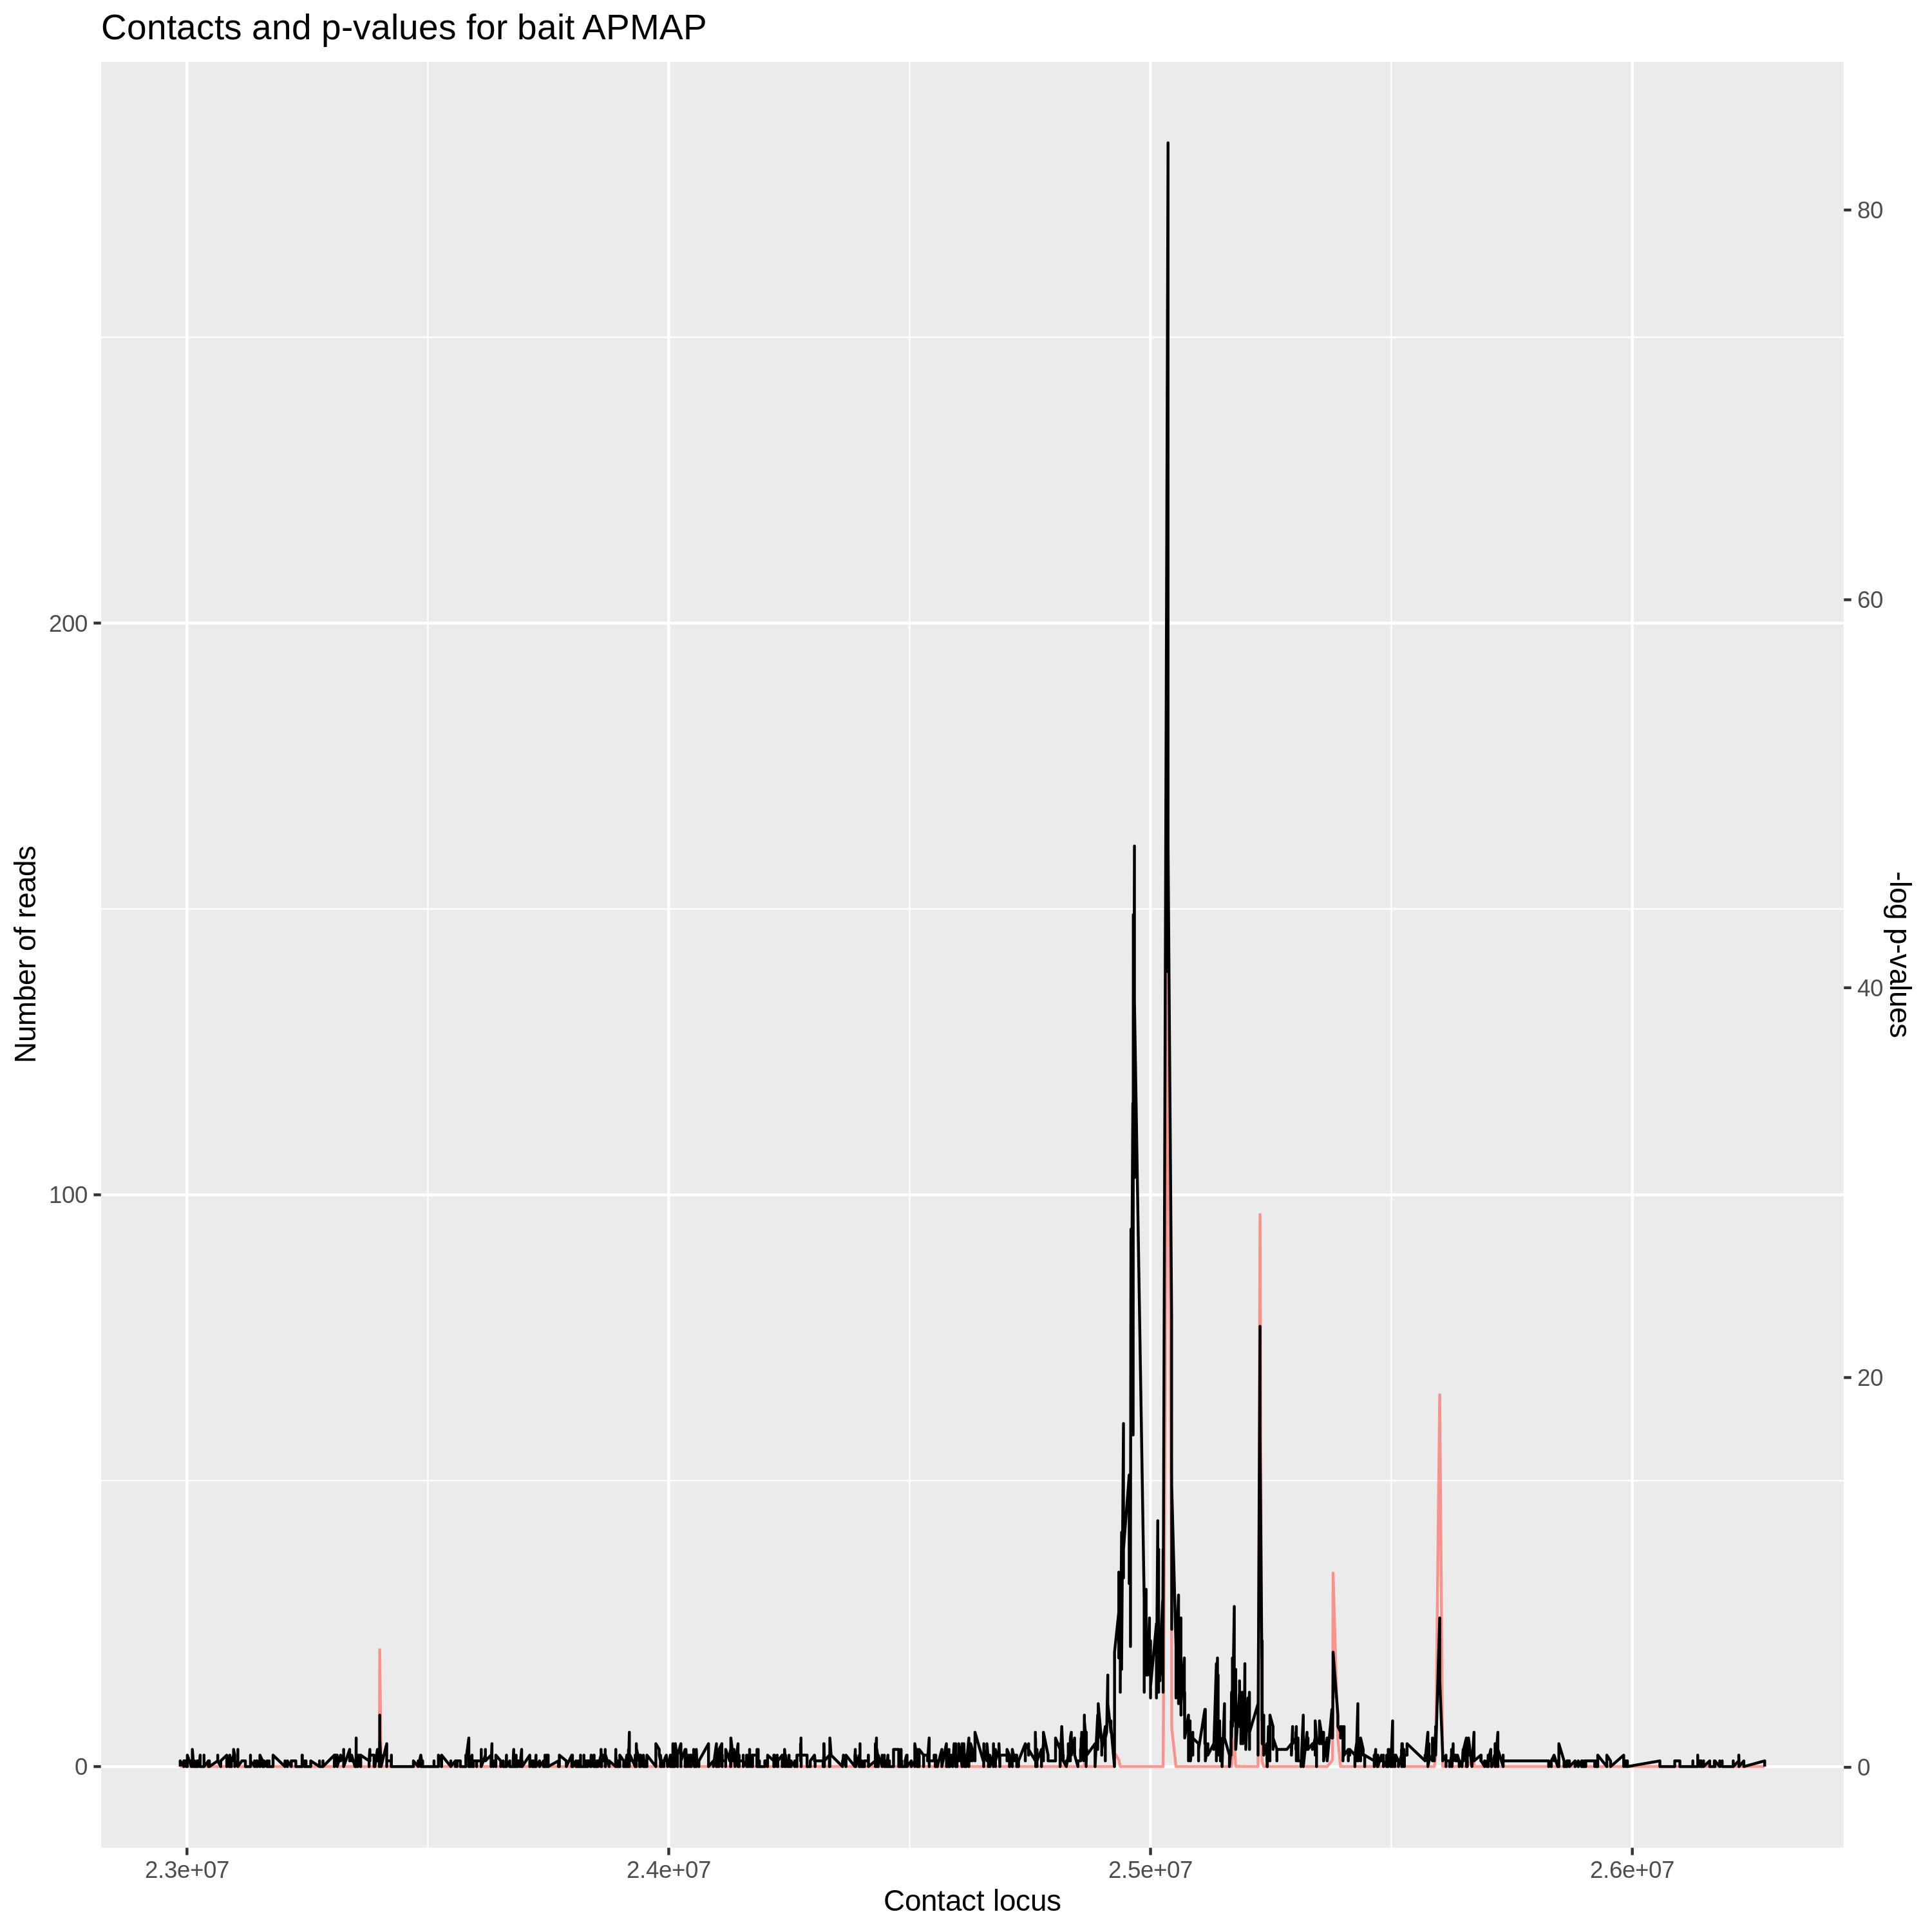 Contacts and p-values for bait APMAP
Number of reads
200
100
0
80
60
40
20
0
-log p-values
2.3e+07
2.4e+07
2.5e+07
2.6e+07
Contact locus